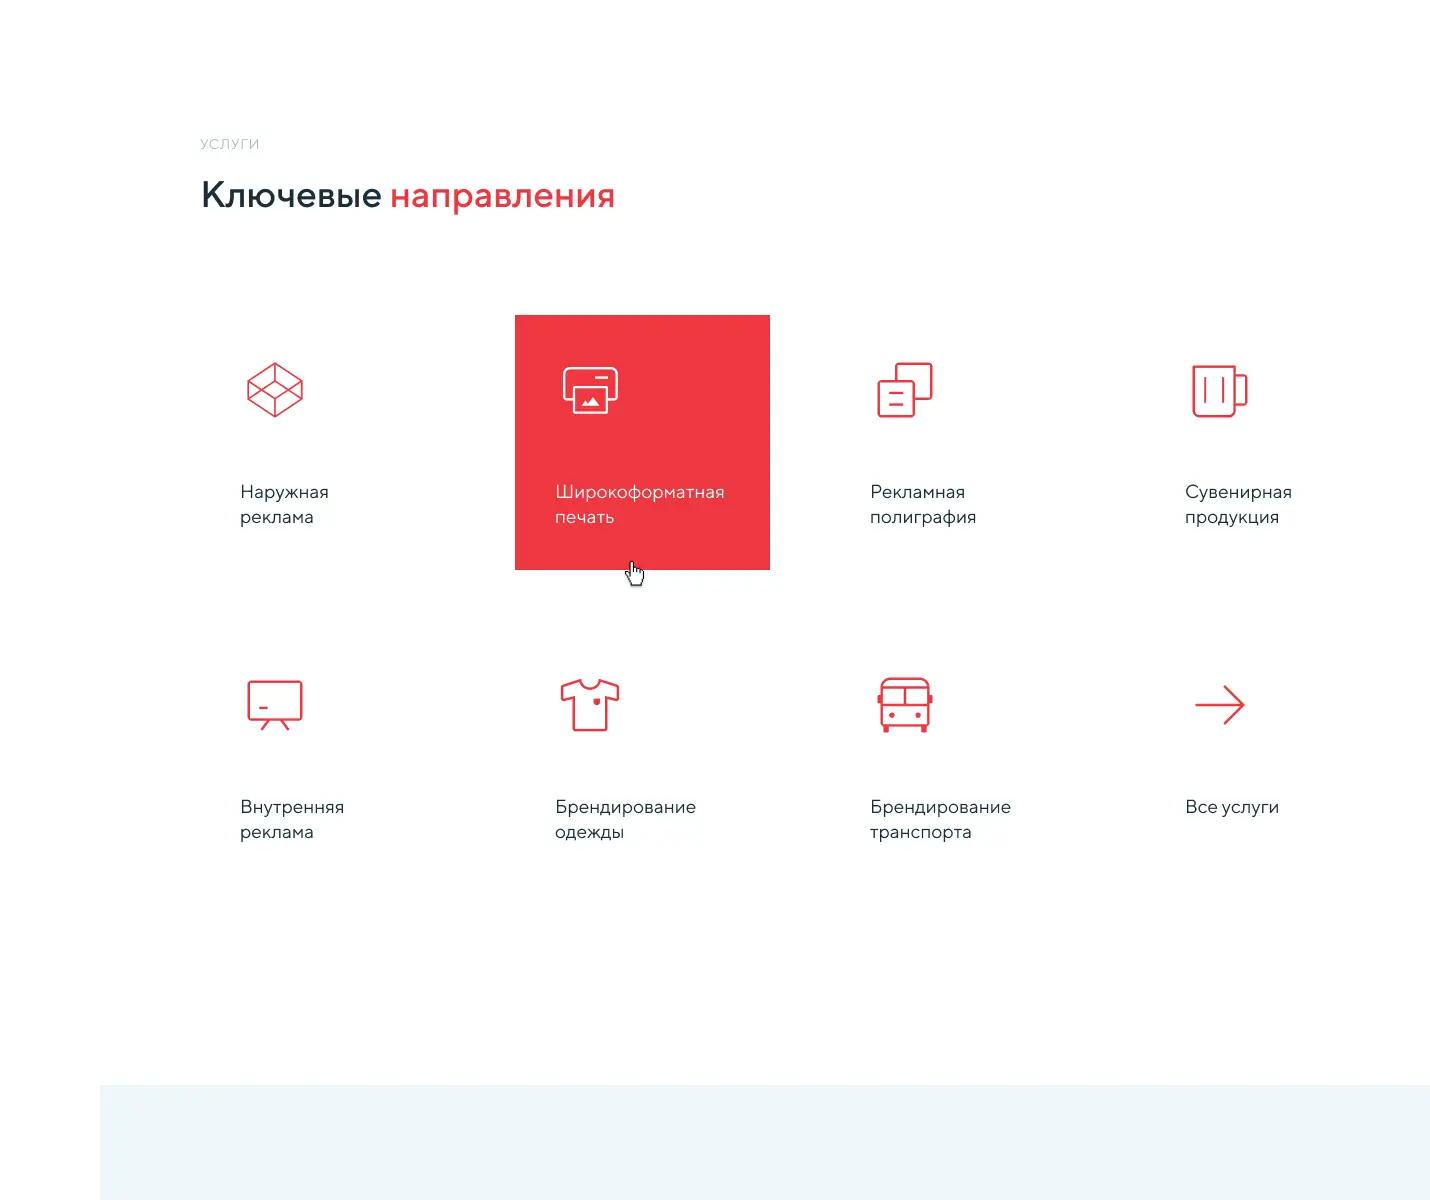 УСЛУГИ
Ключевые направления
Наружная
реклама
Широкоформатная
печать
Рекламная
полиграфия
Сувенирная
продукция
Внутренняя
реклама
Брендирование
одежды
Брендирование
транспорта
Все услуги